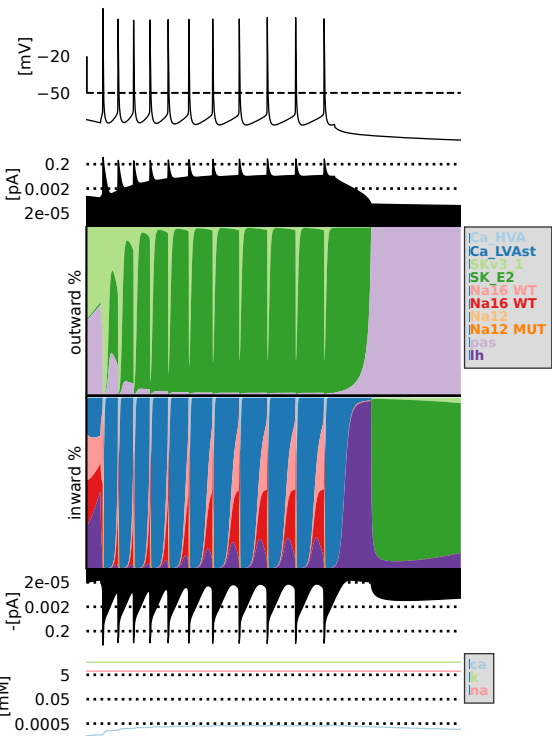 [mV]
−20
−50
[pA]
0.2
0.002
2e-05
outward %
Ca_HVA
Ca_LVAst
SKv3_1
SK_E2
Na16 WT
Na16 WT
Na12
Na12 MUT
pas
Ih
inward %
-[pA]
2e-05
0.002
0.2
[mM]
5
0.05
0.0005
ca
k
na